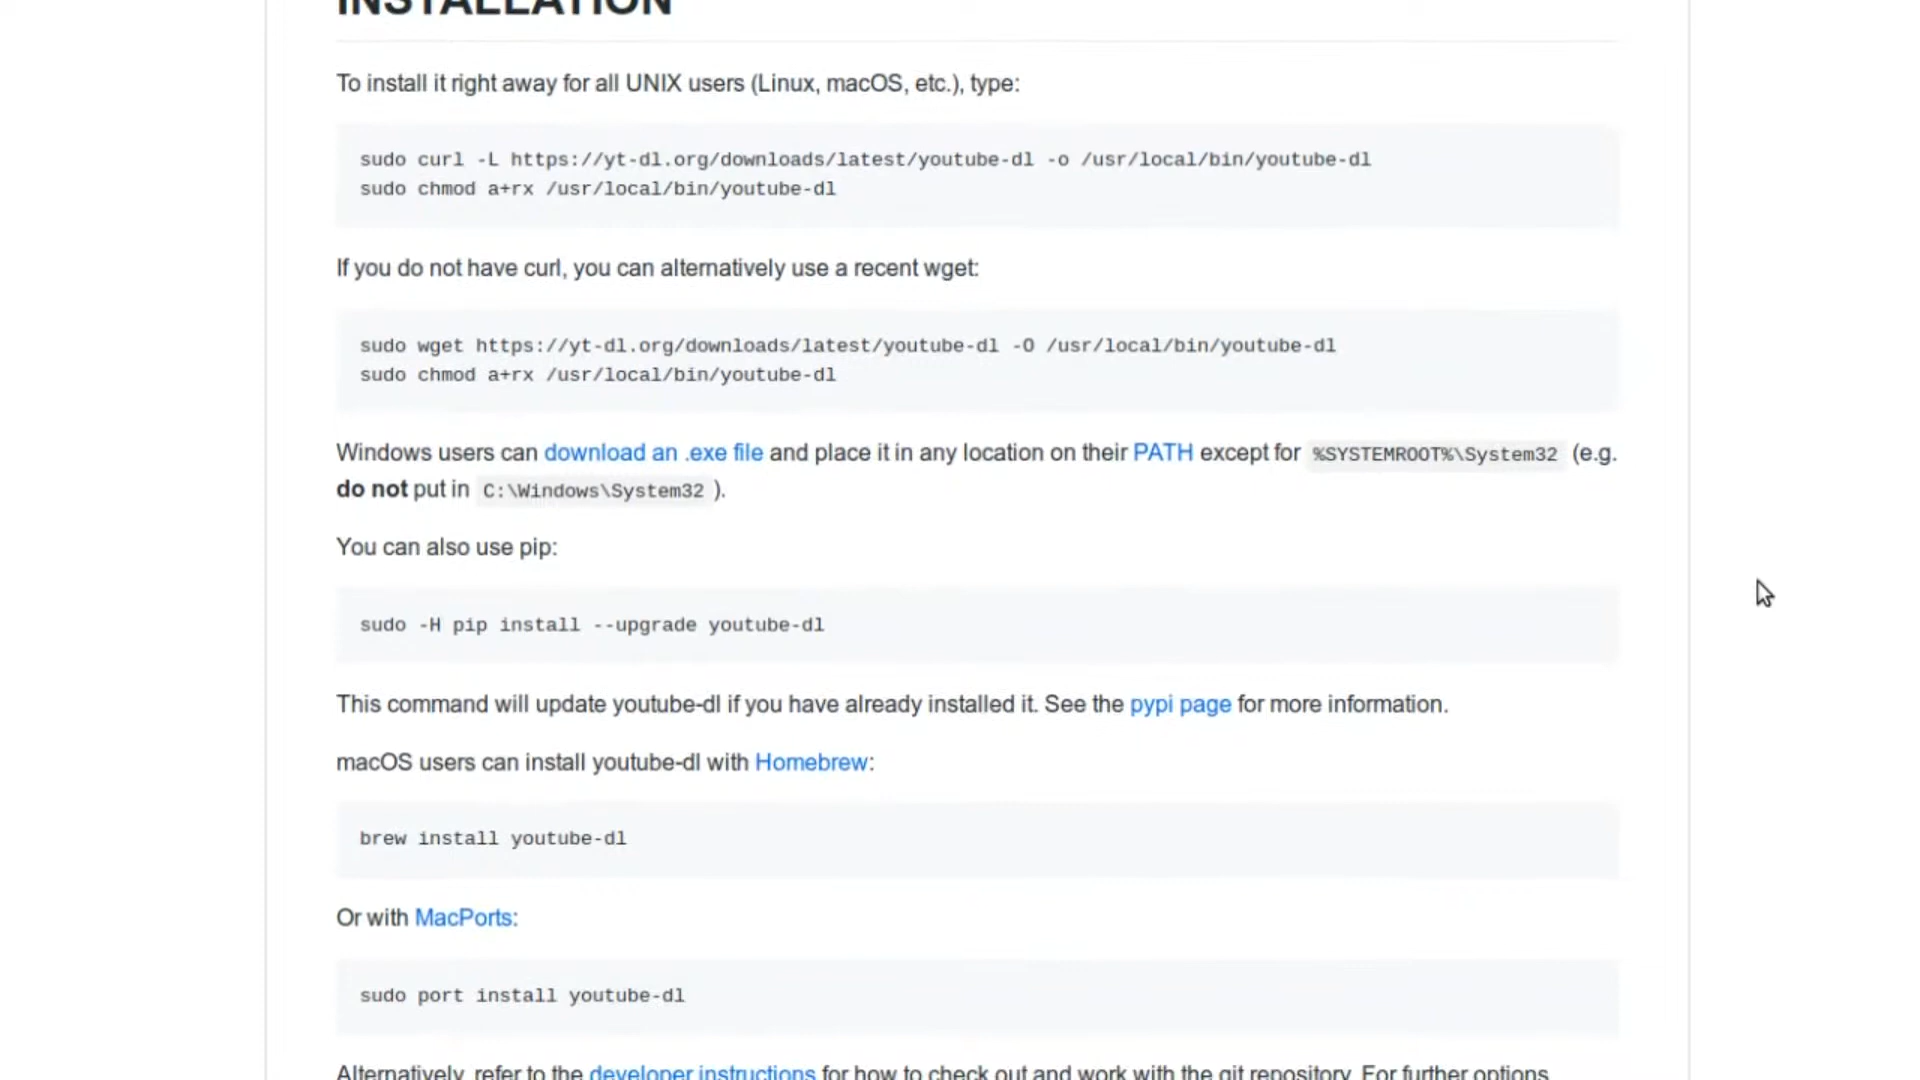 INSTALLATION
To install it right away for all UNIX users (Linux, macOS, etc.), type:
sudo curl -L https://yt-dl.org/downloads/latest/youtube-dl -o /usr/local/bin/youtube-dl
sudo chmod a+rx /usr/local/bin/youtube-dl
If you do not have curl, you can alternatively use a recent wget:
sudo wget https://yt-dl.org/downloads/latest/youtube-dl -O /usr/local/bin/youtube-dl
sudo chmod a+rx /usr/local/bin/youtube-dl
Windows users can download an .exe file and place it in any location on their PATH except for %SYSTEMROOT%\System32 (e.g.
do not put in C:\Windows\System32 ).
You can also use pip:
sudo -H pip install --upgrade youtube-dl
This command will update youtube-dl if you have already installed it. See the pypi page for more information.
macOS users can install youtube-dl with Homebrew:
brew install youtube-dl
Or with MacPorts:
sudo port install youtube-dl
Alternatively, refer to the developer instructions for how to check out and work with the git repository. For further options,